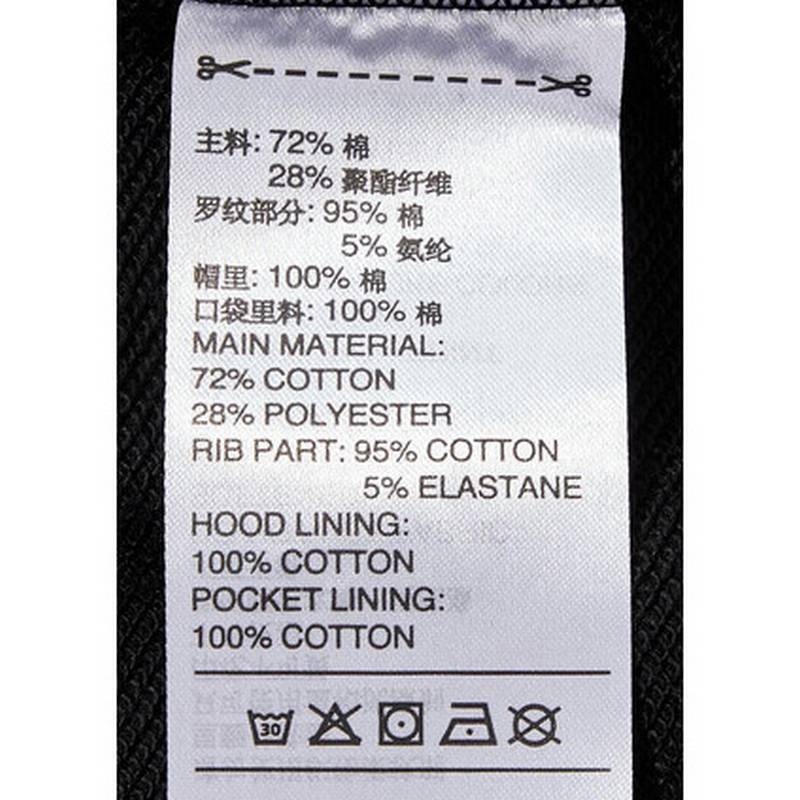 主料: 72% 棉
28% 聚酯纤维
罗纹部分: 95% 棉
5% 氨纶
帽里: 100% 棉
口袋里料: 100% 棉
MAIN MATERIAL:
72% COTTON
28% POLYESTER
RIB PART: 95% COTTON
5% ELASTANE
HOOD LINING:
100% COTTON
POCKET LINING:
100% COTTON
30